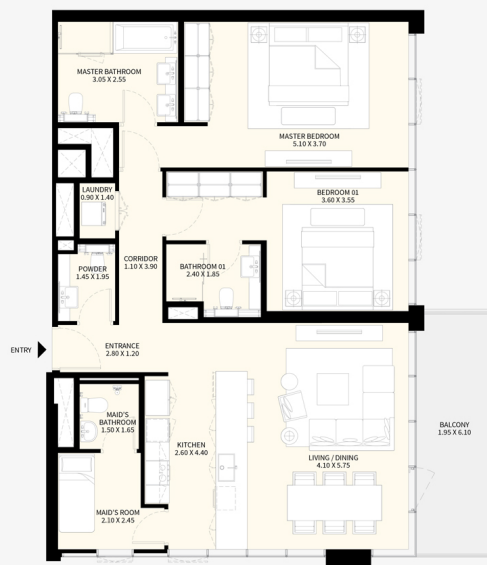 MASTER BATHROOM
3.05 X 2.55
MASTER BEDROOM
5.10 X 3.70
LAUNDRY
0.90 X 1.40
BEDROOM 01
3.60 X 3.55
POWDER
1.45 X 1.95
CORRIDOR
1.10 X 3.90
BATHROOM 01
2.40 X 1.85
ENTRY
ENTRANCE
2.80 X 1.20
MAID'S
BATHROOM
1.50 X 1.65
KITCHEN
2.60 X 4.40
LIVING / DINING
4.10 X 5.75
BALCONY
1.95 X 6.10
MAID'S ROOM
2.10 X 2.45